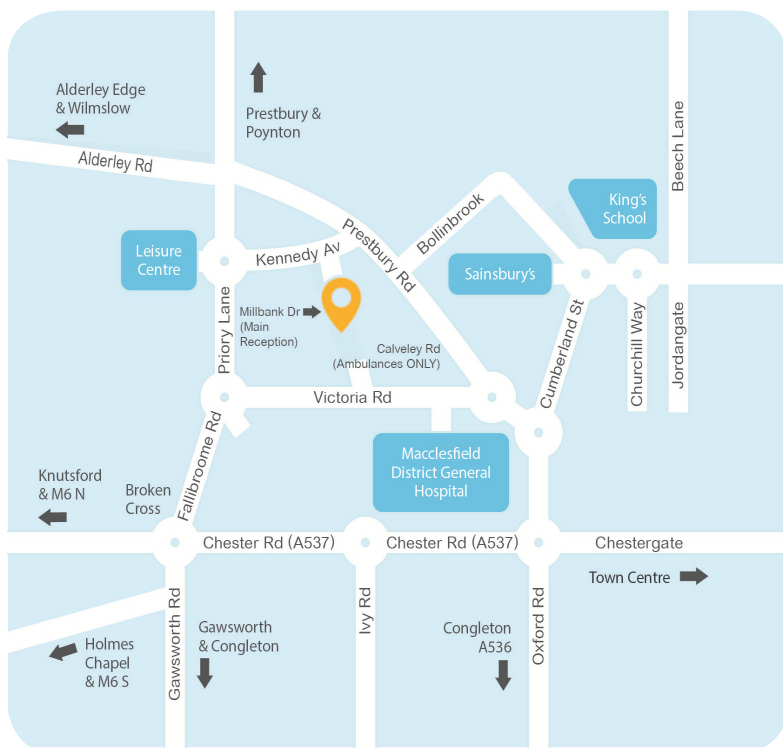 Alderley Edge
& Wilmslow
Alderley Rd
Prestbury &
Poynton
Beech Lane
King's
School
Bollinbrook
Prestbury Rd
Leisure
Centre
Kennedy Av
Sainsbury's
Priory Lane
Millbank Dr
(Main
Reception)
Calveley Rd
(Ambulances ONLY)
Cumberland St
Churchill Way
Jordangate
Victoria Rd
Macclesfield
District General
Hospital
Fallibroome Rd
Knutsford
& M6 N
Broken
Cross
Chester Rd (A537)
Chester Rd (A537)
Chestergate
Town Centre
Gawsworth Rd
Ivy Rd
Oxford Rd
Gawsworth
& Congleton
Congleton
A536
Holmes
Chapel
& M6 S